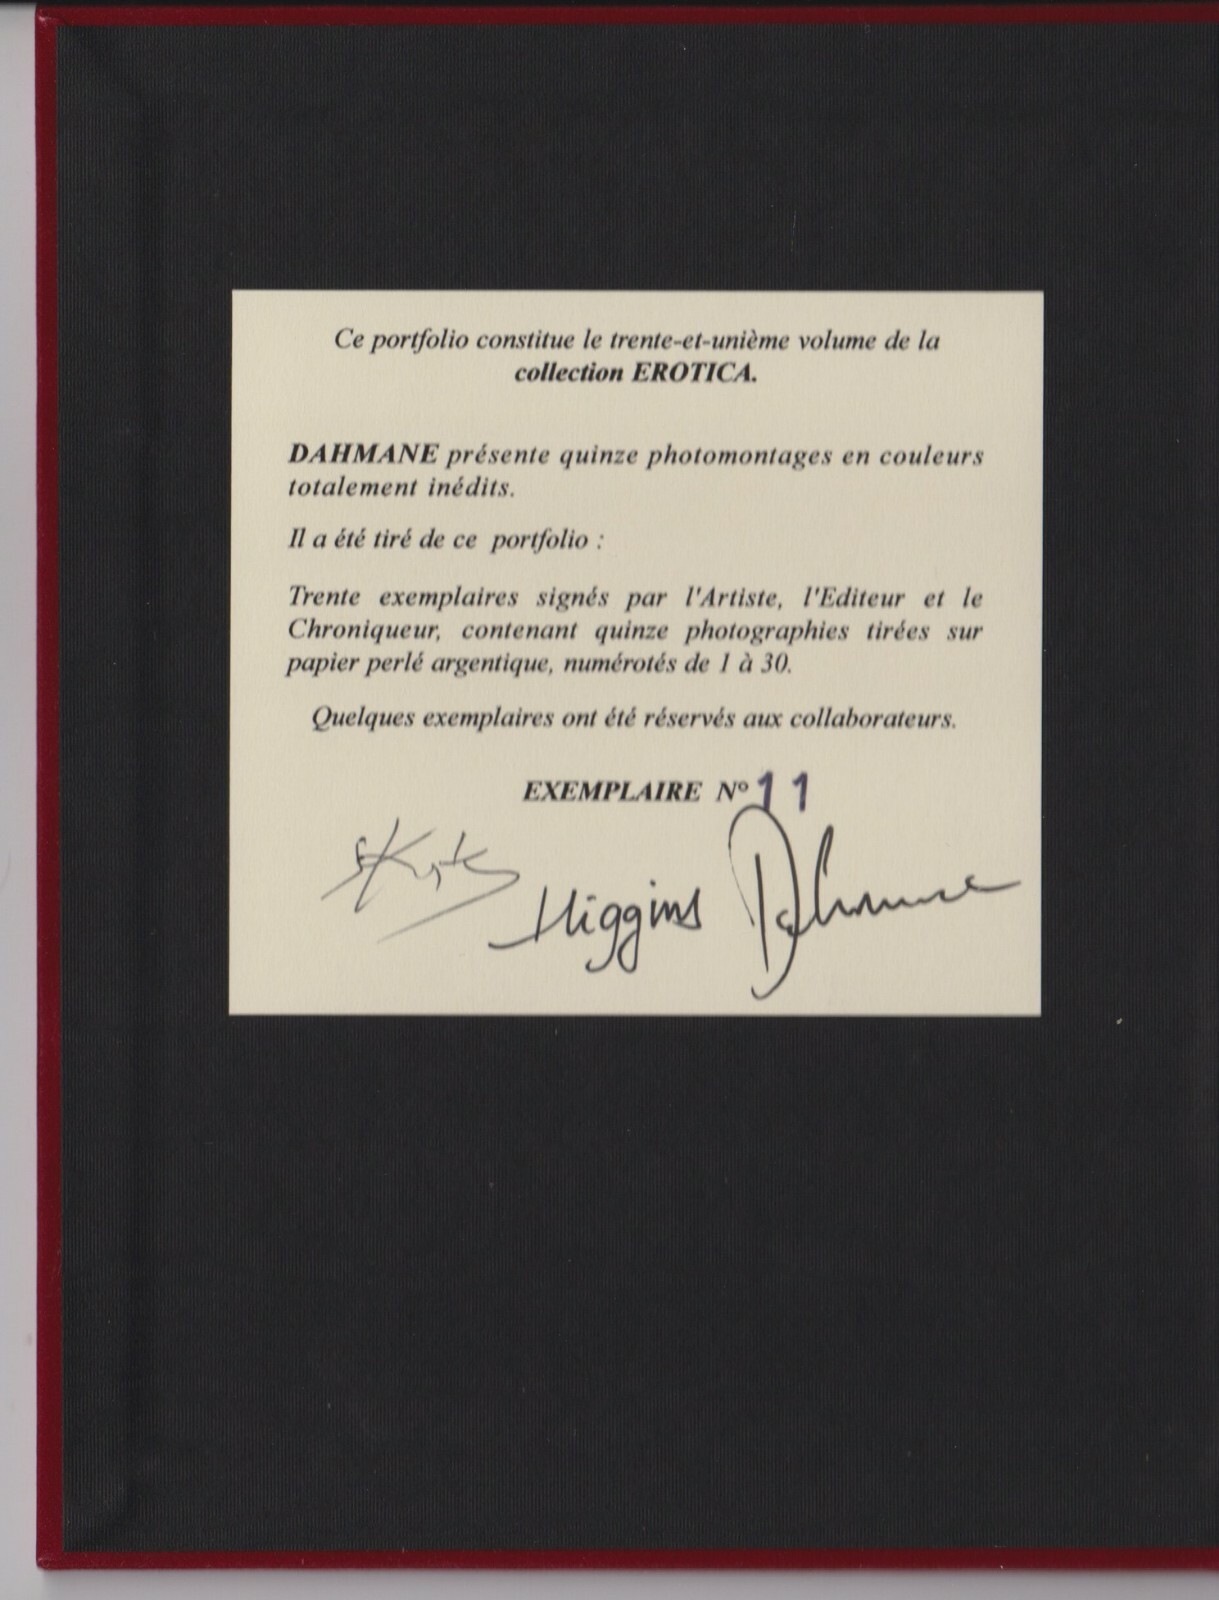 Ce portfolio constitue le trente-et-unième volume de la
collection EROTICA.
DAHMANE présente quinze photomontages en couleurs
totalement inédits.
Il a été tiré de ce portfolio :
Trente exemplaires signés par l'Artiste, l'Editeur et le
Chroniqueur, contenant quinze photographies tirées sur
papier perlé argentique, numérotés de 1 à 30.
Quelques exemplaires ont été réservés aux collaborateurs.
EXEMPLAIRE N° 11
Higgins Dahmane